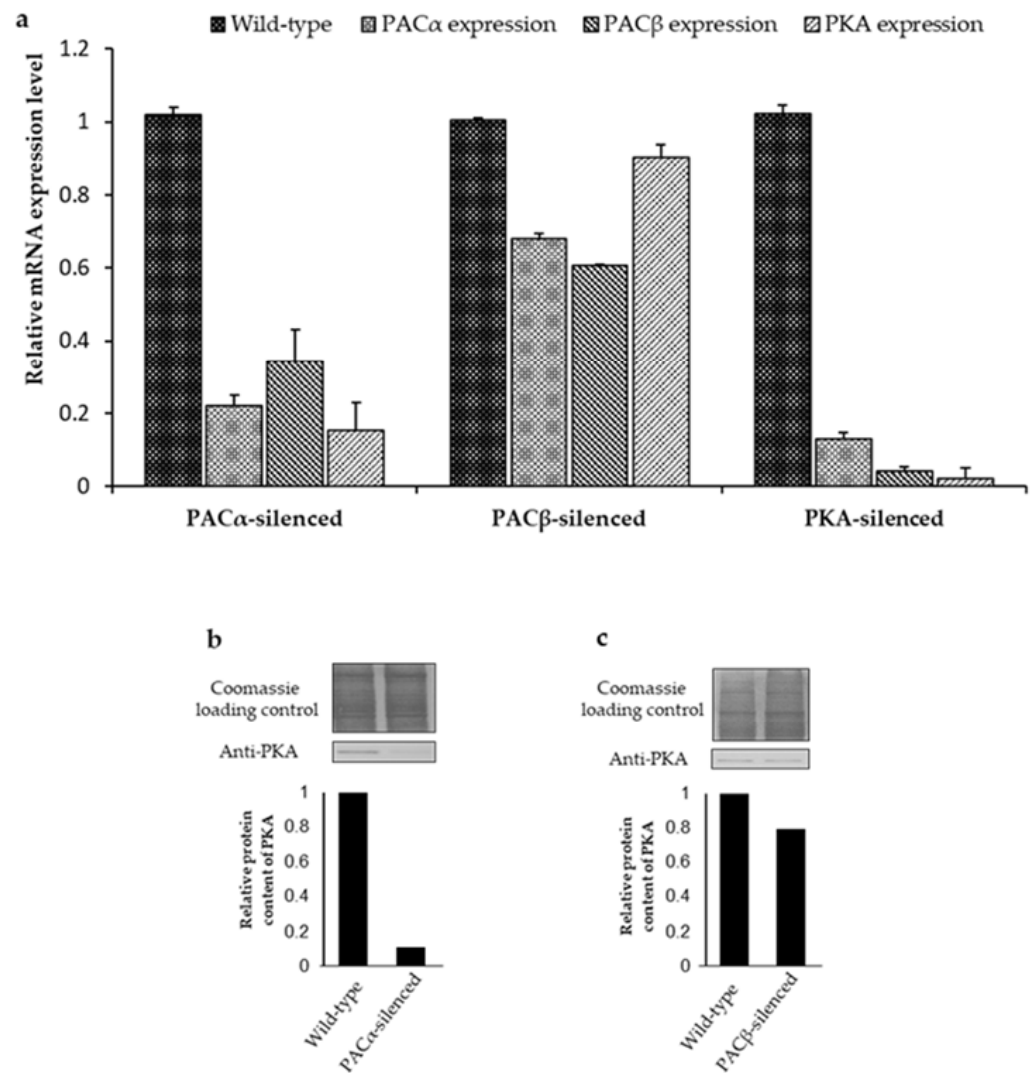 a
Wild-type PACα expression PACβ expression PKA expression
Relative mRNA expression level
1.2
1
0.8
0.6
0.4
0.2
0
PACα-silenced PACβ-silenced PKA-silenced
b
Coomassie
loading control
Anti-PKA
Relative protein
content of PKA
1
0.8
0.6
0.4
0.2
0
Wild-type
PACα-silenced
c
Coomassie
loading control
Anti-PKA
Relative protein
content of PKA
1
0.8
0.6
0.4
0.2
0
Wild-type
PACβ-silenced